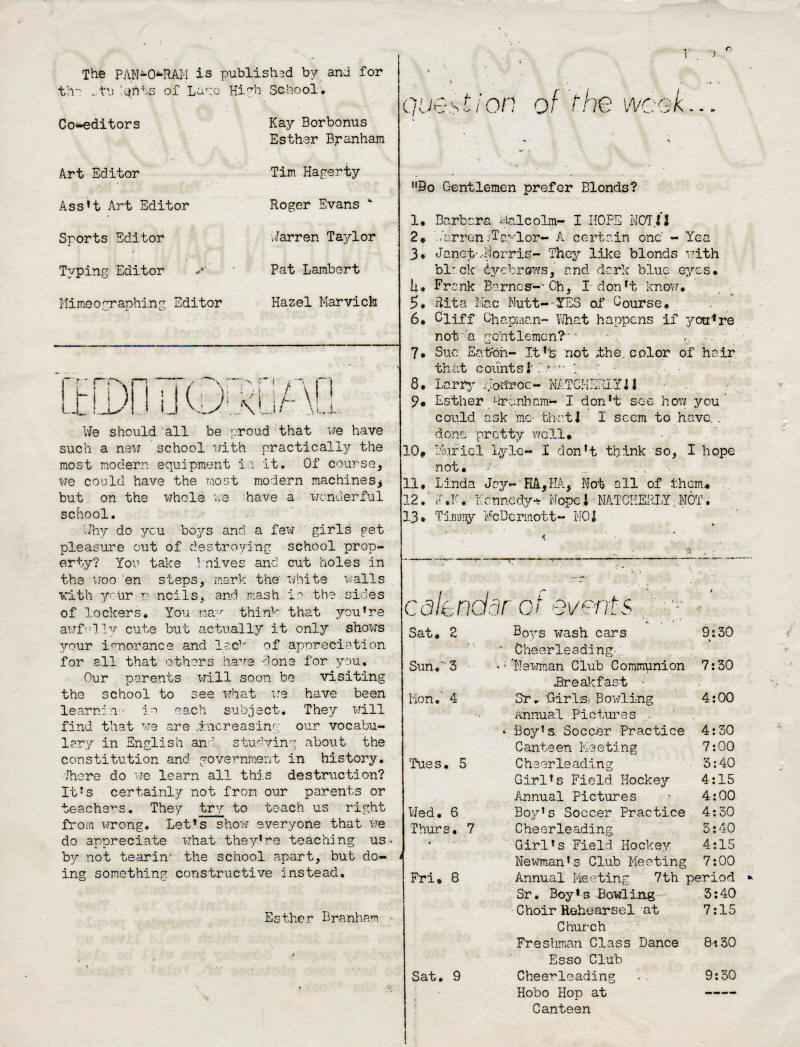 The PAN-O-RAM is published by and for
the students of Lago High School.
Co-editors Kay Borbonus
Esther Branham
Art Editor Tim Hagerty
Ass't Art Editor Roger Evans
Sports Editor Warren Taylor
Typing Editor Pat Lambert
Mimeographing Editor Hazel Marvick
EDITORIAL
We should all be proud that we have
such a new school with practically the
most modern equipment in it. Of course,
we could have the most modern machines,
but on the whole we have a wonderful
school.
Why do you boys and a few girls get
pleasure out of destroying school prop-
erty? You take knives and cut holes in
the wooden steps, mark the white walls
with your pencils, and mash in the sides
of lockers. You may think that you're
awfully cute but actually it only shows
your ignorance and lack of appreciation
for all that others have done for you.
Our parents will soon be visiting
the school to see what we have been
learning in each subject. They will
find that we are increasing our vocabu-
lary in English and studying about the
constitution and government in history.
Where do we learn all this destruction?
It's certainly not from our parents or
teachers. They try to teach us right
from wrong. Let's show everyone that we
do appreciate what they're teaching us
by not tearing the school apart, but do-
ing something constructive instead.
Esther Branham
question of the week...
"Do Gentlemen prefer Blonds?
1. Barbara Malcolm- I HOPE NOT!!
2. Warren Taylor- A certain one - Yea
3. Janet Norris- They like blonds with
black eyebrows, and dark blue eyes.
4. Frank Barnes- Oh, I don't know.
5. Rita Mac Nutt- YES of Course.
6. Cliff Chapman- What happens if you're
not a gentlemen?
7. Sue Eaton- It's not the color of hair
that counts!
8. Larry NATCHERLY!!
9. Esther Branham- I don't see how you
could ask me that! I seem to have
done pretty well.
10. Muriel Lyle- I don't think so, I hope
not.
11. Linda Jay- HA,HA, Not all of them.
12. Kennedy- Nope! NATCHERLY NOT.
13. Timmy McDermott- NO!
calendar of events
Sat. 2 Boys wash cars 9:30
Cheerleading
Sun. 3 Newman Club Communion 7:30
Breakfast
Mon. 4 Sr. Girls Bowling 4:00
Annual Pictures
Boy's Soccer Practice 4:30
Canteen Meeting 7:00
Tues. 5 Cheerleading 3:40
Girl's Field Hockey 4:15
Annual Pictures 4:00
Wed. 6 Boy's Soccer Practice 4:30
Thurs. 7 Cheerleading 3:40
Girl's Field Hockey 4:15
Newman's Club Meeting 7:00
Fri. 8 Annual Meeting 7th period
Sr. Boy's Bowling 3:40
Choir Rehearsel at 7:15
Church
Freshman Class Dance 8:30
Esso Club
Sat. 9 Cheerleading 9:30
Hobo Hop at ----
Canteen